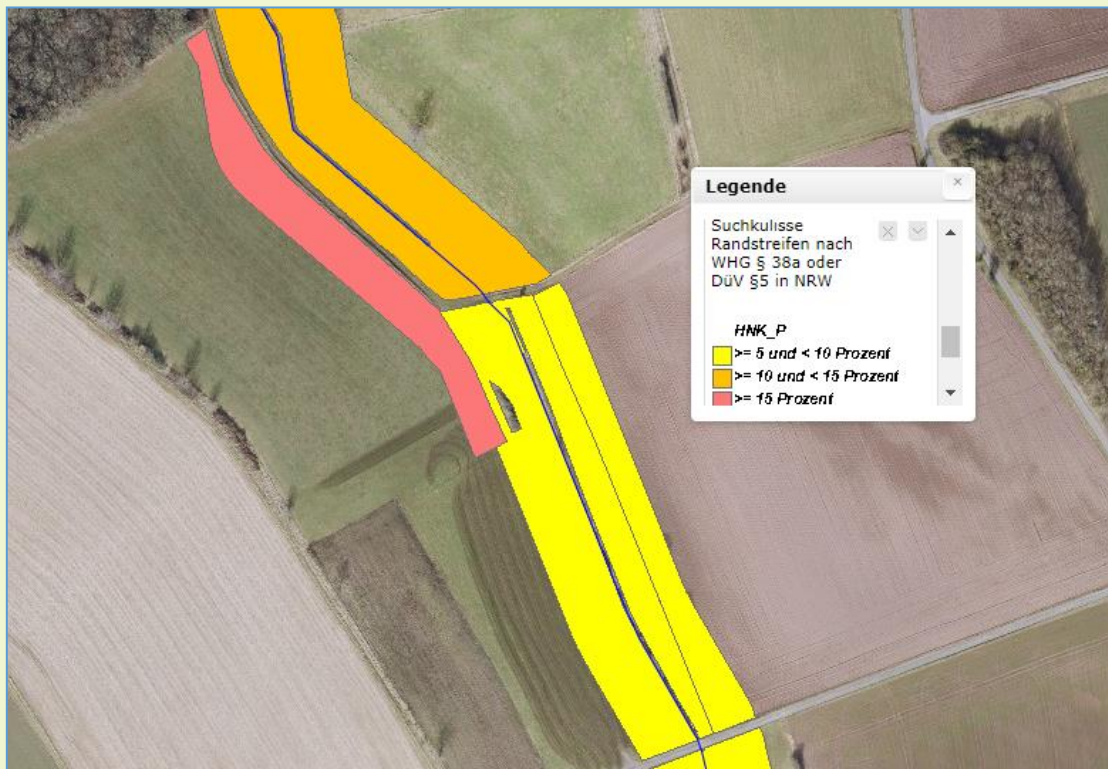 Legende
Suchkulisse
Randstreifen nach
WHG § 38a oder
DüV §5 in NRW
HNK_P
>= 5 und < 10 Prozent
>= 10 und < 15 Prozent
>= 15 Prozent